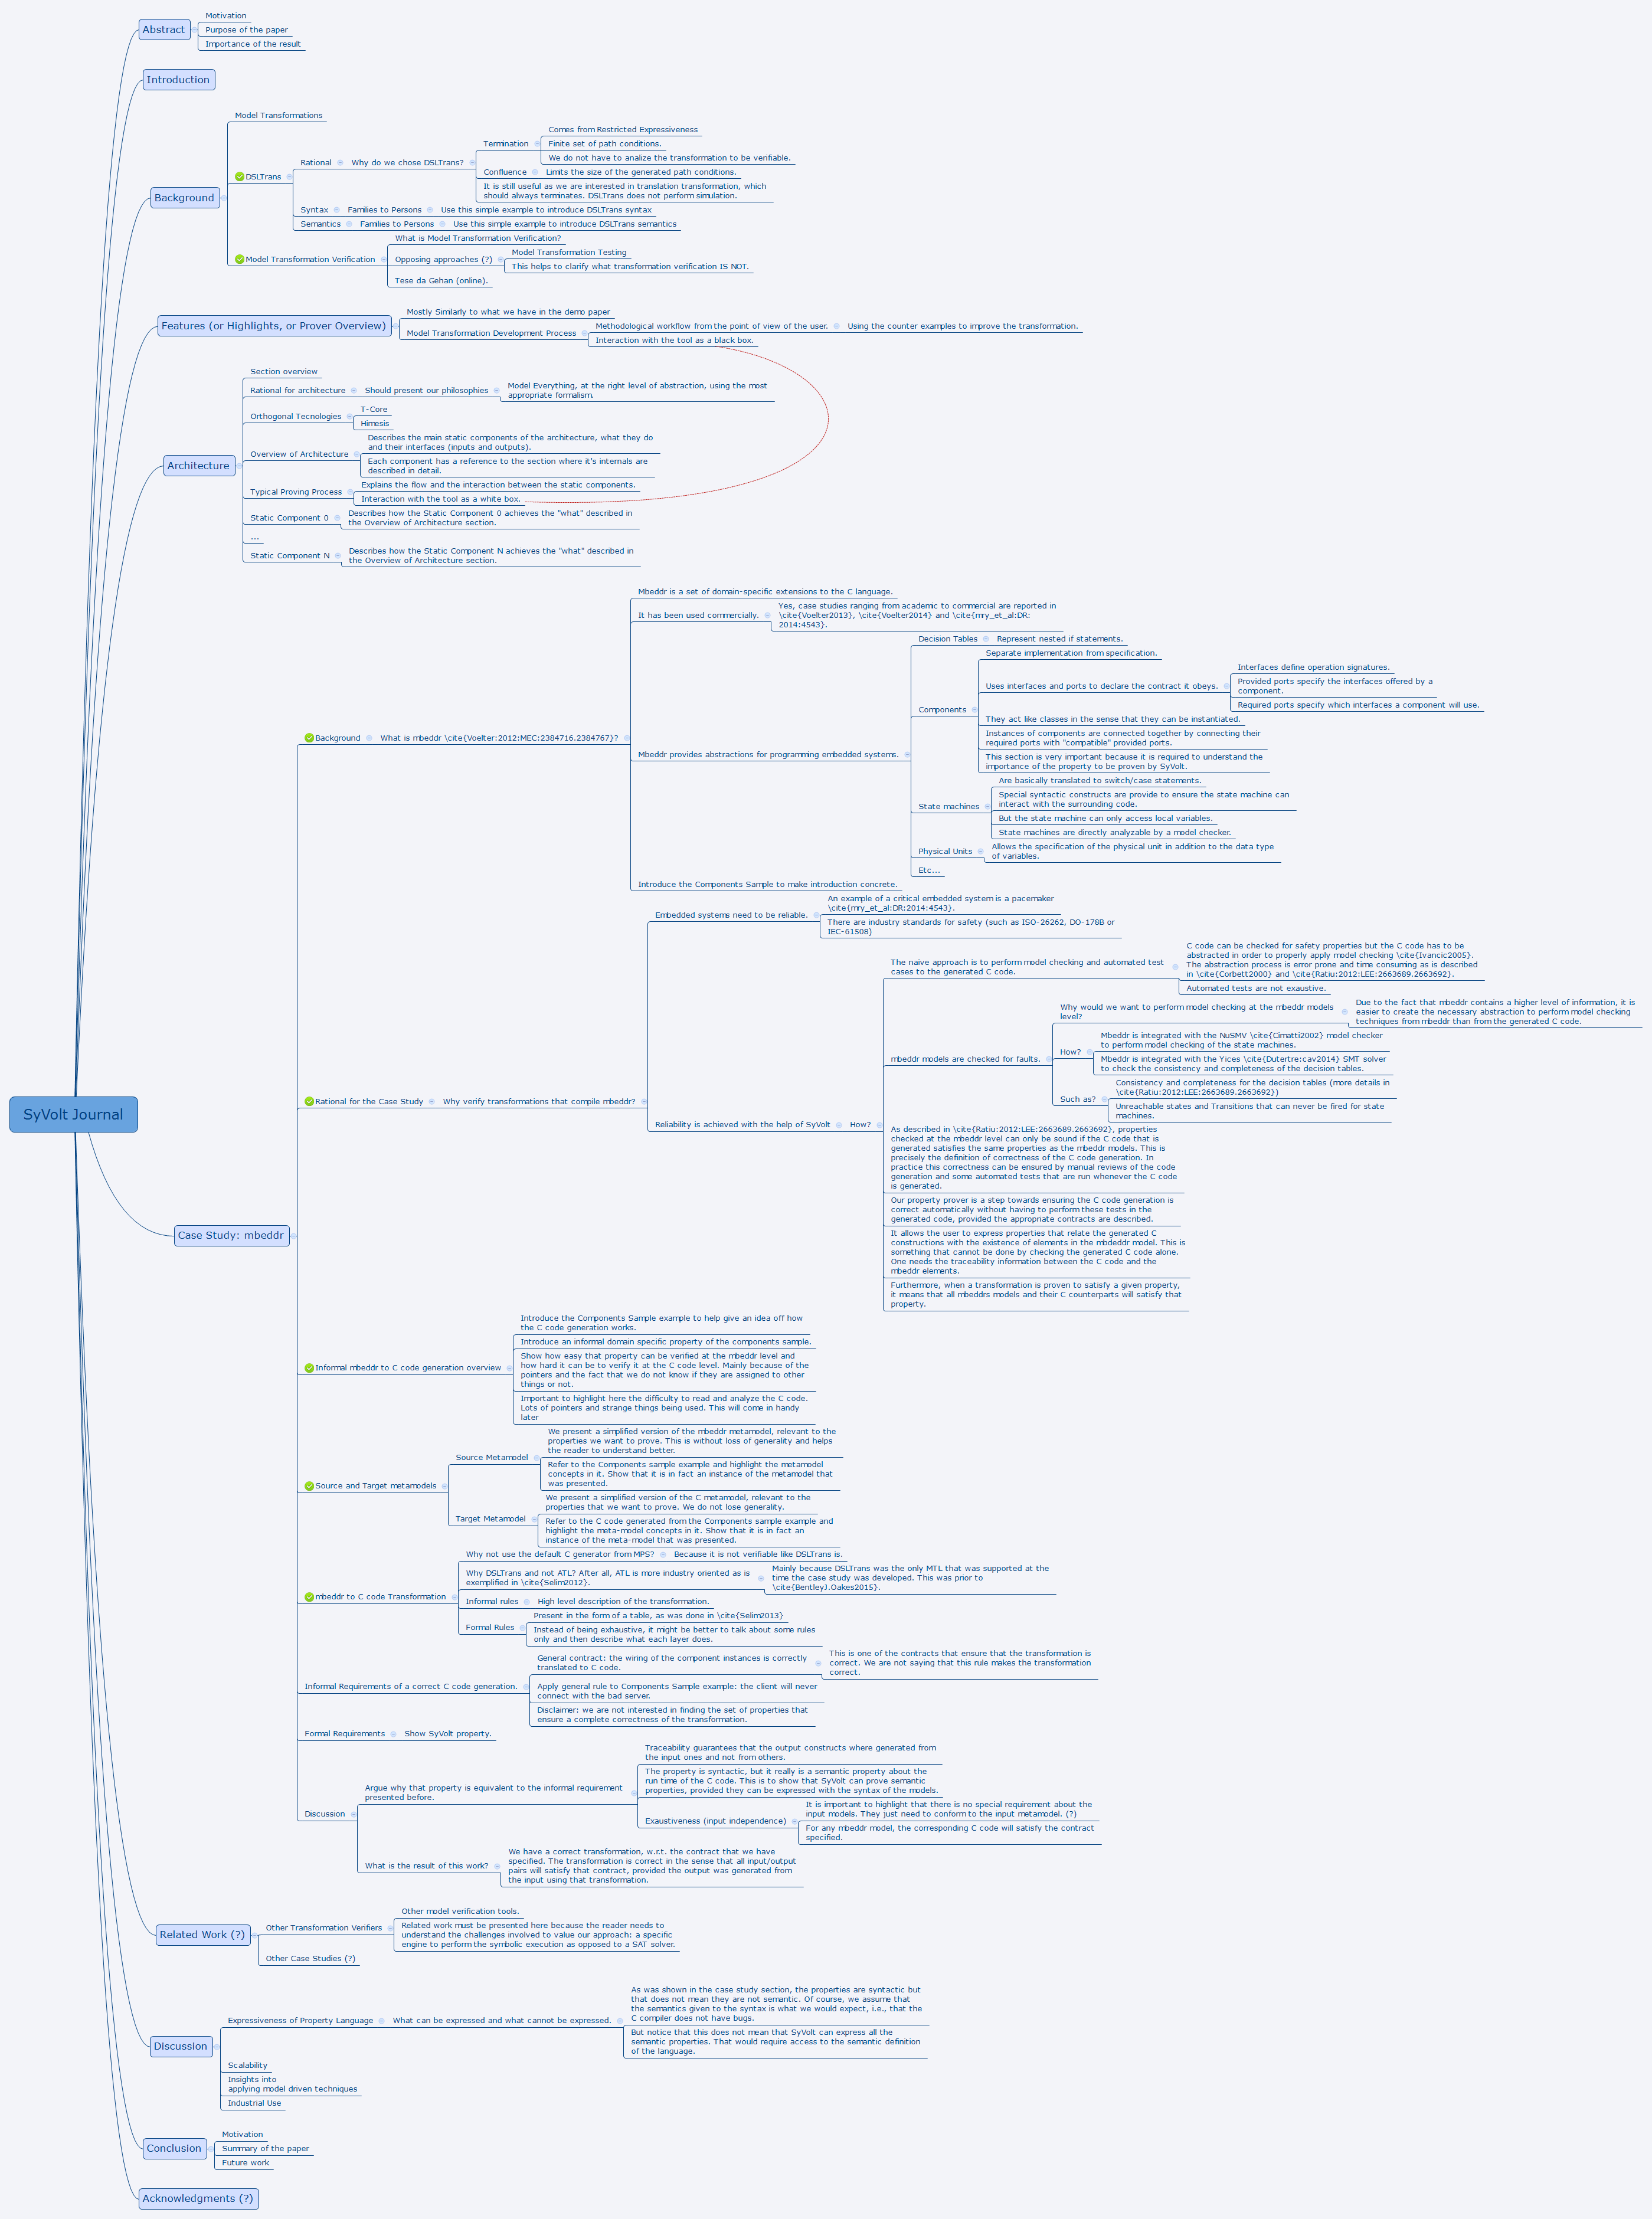 SyVolt Journal
Abstract
Motivation
Purpose of the paper
Importance of the result
Introduction
Background
Model Transformations
DSLTrans
Rational
Why do we chose DSLTrans?
Termination
Comes from Restricted Expressiveness
Finite set of path conditions.
We do not have to analize the transformation to be verifiable.
Confluence
Limits the size of the generated path conditions.
It is still useful as we are interested in translation transformation, which
should always terminates. DSLTrans does not perform simulation.
Syntax
Families to Persons
Use this simple example to introduce DSLTrans syntax
Semantics
Families to Persons
Use this simple example to introduce DSLTrans semantics
Model Transformation Verification
What is Model Transformation Verification?
Opposing approaches (?)
Model Transformation Testing
This helps to clarify what transformation verification IS NOT.
Tese da Gehan (online).
Features (or Highlights, or Prover Overview)
Mostly Similarly to what we have in the demo paper
Model Transformation Development Process
Methodological workflow from the point of view of the user.
Using the counter examples to improve the transformation.
Interaction with the tool as a black box.
Architecture
Section overview
Rational for architecture
Should present our philosophies
Model Everything, at the right level of abstraction, using the most
appropriate formalism.
Orthogonal Tecnologies
T-Core
Himesis
Overview of Architecture
Describes the main static components of the architecture, what they do
and their interfaces (inputs and outputs).
Each component has a reference to the section where it's internals are
described in detail.
Typical Proving Process
Explains the flow and the interaction between the static components.
Interaction with the tool as a white box.
Static Component 0
Describes how the Static Component 0 achieves the "what" described in
the Overview of Architecture section.
...
Static Component N
Describes how the Static Component N achieves the "what" described in
the Overview of Architecture section.
Case Study: mbeddr
Background
What is mbeddr \cite{Voelter:2012:MEC:2384716.2384767}?
Mbeddr is a set of domain-specific extensions to the C language.
It has been used commercially.
Yes, case studies ranging from academic to commercial are reported in
\cite{Voelter2013}, \cite{Voelter2014} and \cite{mry_et_al:DR:
2014:4543}.
Mbeddr provides abstractions for programming embedded systems.
Decision Tables
Represent nested if statements.
Components
Separate implementation from specification.
Uses interfaces and ports to declare the contract it obeys.
Interfaces define operation signatures.
Provided ports specify the interfaces offered by a
component.
Required ports specify which interfaces a component will use.
They act like classes in the sense that they can be instantiated.
Instances of components are connected together by connecting their
required ports with "compatible" provided ports.
This section is very important because it is required to understand the
importance of the property to be proven by SyVolt.
State machines
Are basically translated to switch/case statements.
Special syntactic constructs are provide to ensure the state machine can
interact with the surrounding code.
But the state machine can only access local variables.
State machines are directly analyzable by a model checker.
Physical Units
Allows the specification of the physical unit in addition to the data type
of variables.
Etc...
Introduce the Components Sample to make introduction concrete.
Rational for the Case Study
Why verify transformations that compile mbeddr?
Embedded systems need to be reliable.
An example of a critical embedded system is a pacemaker
\cite{mry_et_al:DR:2014:4543}.
There are industry standards for safety (such as ISO-26262, DO-178B or
IEC-61508)
Reliability is achieved with the help of SyVolt
How?
The naive approach is to perform model checking and automated test
cases to the generated C code.
C code can be checked for safety properties but the C code has to be
abstracted in order to properly apply model checking \cite{Ivancic2005}.
The abstraction process is error prone and time consuming as is described
in \cite{Corbett2000} and \cite{Ratiu:2012:LEE:2663689.2663692}.
Automated tests are not exaustive.
mbeddr models are checked for faults.
Why would we want to perform model checking at the mbeddr models
level?
Due to the fact that mbeddr contains a higher level of information, it is
easier to create the necessary abstraction to perform model checking
techniques from mbeddr than from the generated C code.
How?
Mbeddr is integrated with the NuSMV \cite{Cimatti2002} model checker
to perform model checking of the state machines.
Mbeddr is integrated with the Yices \cite{Dutertre:cav2014} SMT solver
to check the consistency and completeness of the decision tables.
Such as?
Consistency and completeness for the decision tables (more details in
\cite{Ratiu:2012:LEE:2663689.2663692})
Unreachable states and Transitions that can never be fired for state
machines.
As described in \cite{Ratiu:2012:LEE:2663689.2663692}, properties
checked at the mbeddr level can only be sound if the C code that is
generated satisfies the same properties as the mbeddr models. This is
precisely the definition of correctness of the C code generation. In
practice this correctness can be ensured by manual reviews of the code
generation and some automated tests that are run whenever the C code
is generated.
Our property prover is a step towards ensuring the C code generation is
correct automatically without having to perform these tests in the
generated code, provided the appropriate contracts are described.
It allows the user to express properties that relate the generated C
constructions with the existence of elements in the mbdeddr model. This is
something that cannot be done by checking the generated C code alone.
One needs the traceability information between the C code and the
mbeddr elements.
Furthermore, when a transformation is proven to satisfy a given property,
it means that all mbeddrs models and their C counterparts will satisfy that
property.
Informal mbeddr to C code generation overview
Introduce the Components Sample example to help give an idea off how
the C code generation works.
Introduce an informal domain specific property of the components sample.
Show how easy that property can be verified at the mbeddr level and
how hard it can be to verify it at the C code level. Mainly because of the
pointers and the fact that we do not know if they are assigned to other
things or not.
Important to highlight here the difficulty to read and analyze the C code.
Lots of pointers and strange things being used. This will come in handy
later
Source and Target metamodels
Source Metamodel
We present a simplified version of the mbeddr metamodel, relevant to the
properties we want to prove. This is without loss of generality and helps
the reader to understand better.
Refer to the Components sample example and highlight the metamodel
concepts in it. Show that it is in fact an instance of the metamodel that
was presented.
Target Metamodel
We present a simplified version of the C metamodel, relevant to the
properties that we want to prove. We do not lose generality.
Refer to the C code generated from the Components sample example and
highlight the meta-model concepts in it. Show that it is in fact an
instance of the meta-model that was presented.
mbeddr to C code Transformation
Why not use the default C generator from MPS?
Because it is not verifiable like DSLTrans is.
Why DSLTrans and not ATL? After all, ATL is more industry oriented as is
exemplified in \cite{Selim2012}.
Mainly because DSLTrans was the only MTL that was supported at the
time the case study was developed. This was prior to
\cite{BentleyJ.Oakes2015}.
Informal rules
High level description of the transformation.
Formal Rules
Present in the form of a table, as was done in \cite{Selim2013}
Instead of being exhaustive, it might be better to talk about some rules
only and then describe what each layer does.
Informal Requirements of a correct C code generation.
General contract: the wiring of the component instances is correctly
translated to C code.
This is one of the contracts that ensure that the transformation is
correct. We are not saying that this rule makes the transformation
correct.
Apply general rule to Components Sample example: the client will never
connect with the bad server.
Disclaimer: we are not interested in finding the set of properties that
ensure a complete correctness of the transformation.
Formal Requirements
Show SyVolt property.
Discussion
Argue why that property is equivalent to the informal requirement
presented before.
Traceability guarantees that the output constructs where generated from
the input ones and not from others.
The property is syntactic, but it really is a semantic property about the
run time of the C code. This is to show that SyVolt can prove semantic
properties, provided they can be expressed with the syntax of the models.
Exaustiveness (input independence)
It is important to highlight that there is no special requirement about the
input models. They just need to conform to the input metamodel. (?)
For any mbeddr model, the corresponding C code will satisfy the contract
specified.
What is the result of this work?
We have a correct transformation, w.r.t. the contract that we have
specified. The transformation is correct in the sense that all input/output
pairs will satisfy that contract, provided the output was generated from
the input using that transformation.
Related Work (?)
Other Transformation Verifiers
Other model verification tools.
Related work must be presented here because the reader needs to
understand the challenges involved to value our approach: a specific
engine to perform the symbolic execution as opposed to a SAT solver.
Other Case Studies (?)
Discussion
Expressiveness of Property Language
What can be expressed and what cannot be expressed.
As was shown in the case study section, the properties are syntactic but
that does not mean they are not semantic. Of course, we assume that
the semantics given to the syntax is what we would expect, i.e., that the
C compiler does not have bugs.
But notice that this does not mean that SyVolt can express all the
semantic properties. That would require access to the semantic definition
of the language.
Scalability
Insights into
applying model driven techniques
Industrial Use
Conclusion
Motivation
Summary of the paper
Future work
Acknowledgments (?)